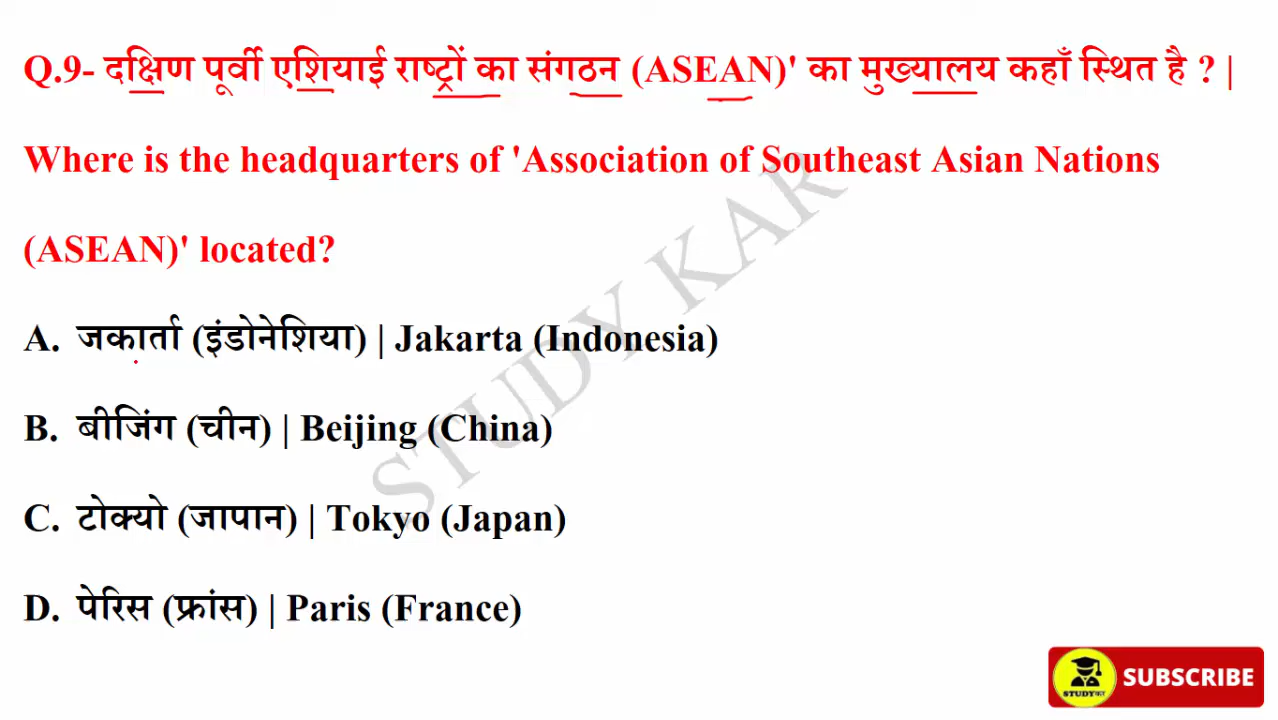 Q.9- दक्षिण पूर्वी एशियाई राष्ट्रों का संगठन (ASEAN)' का मुख्यालय कहाँ स्थित है ? |
Where is the headquarters of 'Association of Southeast Asian Nations
(ASEAN)' located?
A. जकार्ता (इंडोनेशिया) | Jakarta (Indonesia)
B. बीजिंग (चीन) | Beijing (China)
C. टोक्यो (जापान) | Tokyo (Japan)
D. पेरिस (फ्रांस) | Paris (France)
STUDY KAR
STUDYकर
SUBSCRIBE